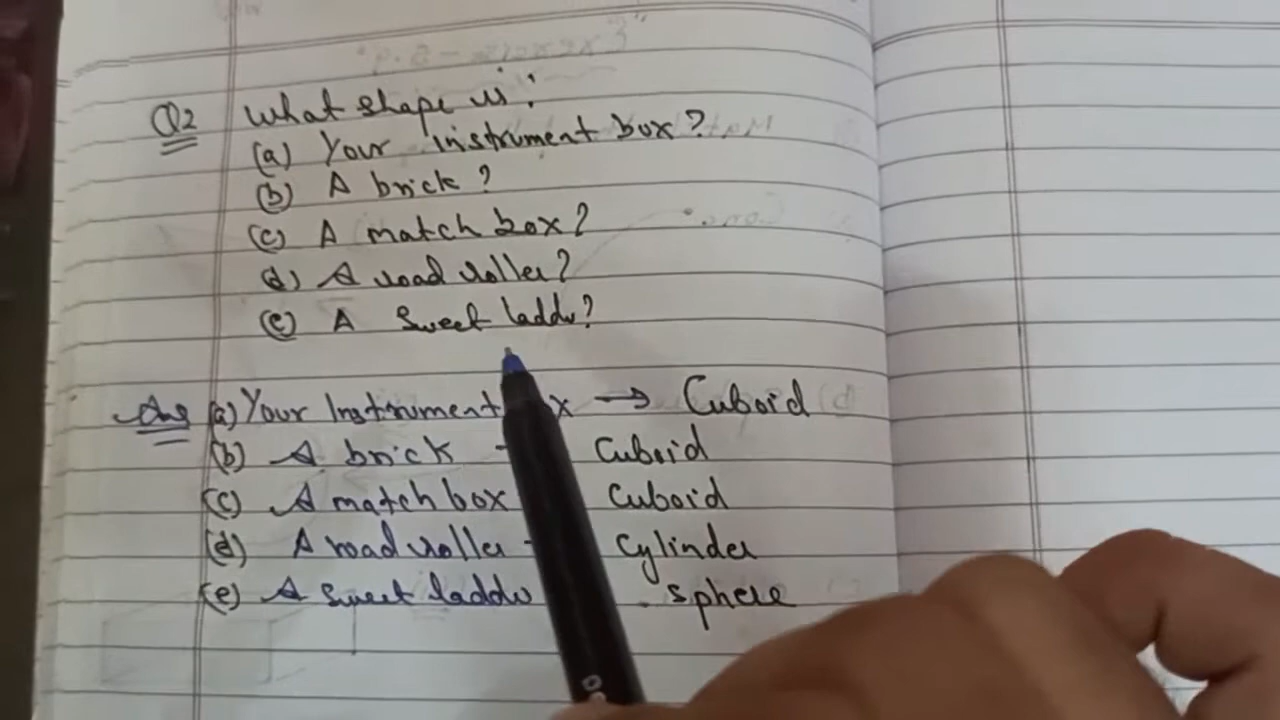 Q2 What shape is:
(a) Your instrument box?
(b) A brick?
(c) A match box?
(d) A road roller?
(e) A Sweet laddu?
Ans (a) Your Instrument → Cuboid
(b) A brick Cuboid
(c) A match box Cuboid
(d) A road roller Cylinder
(e) A Sweet laddu Sphere